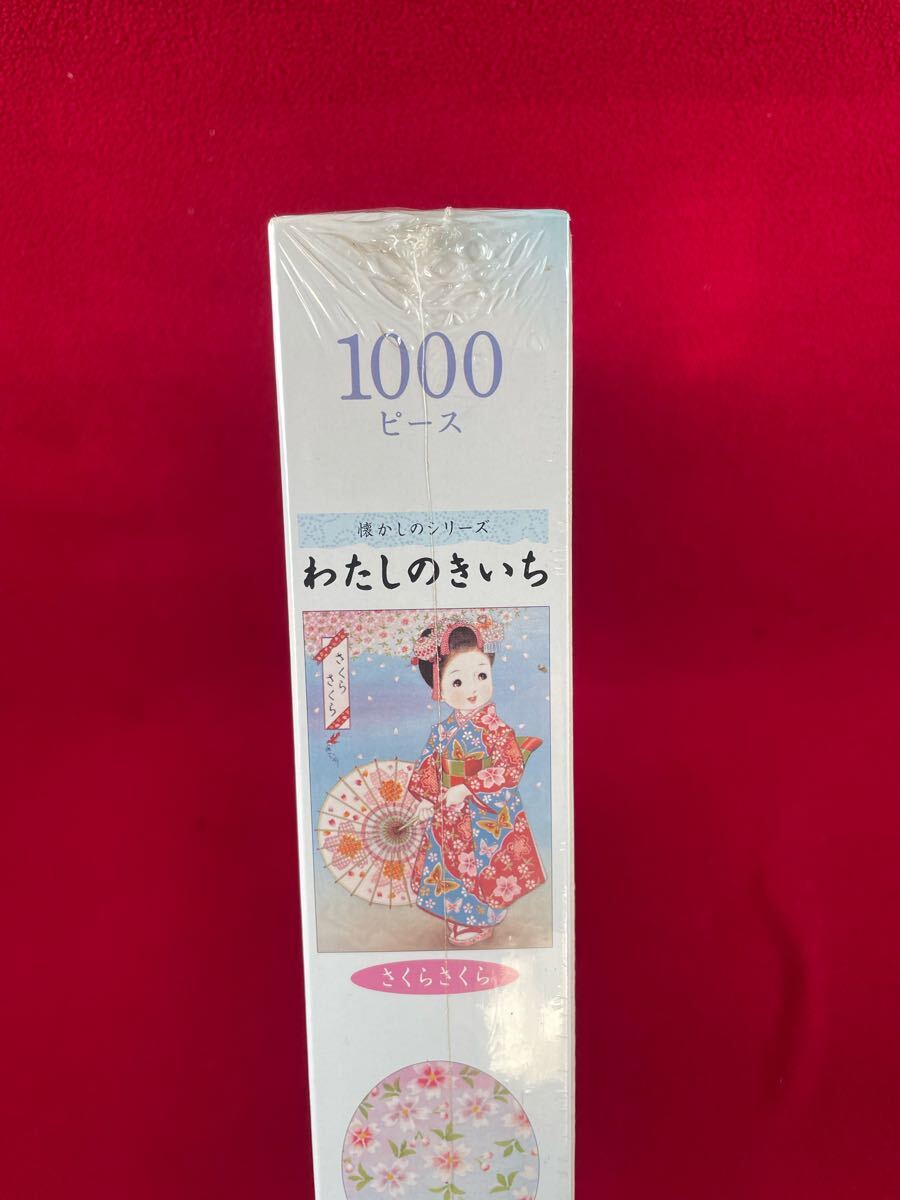 1000
ピース
懐かしのシリーズ
わたしのきいち
さくら
さくら
さくらさくら